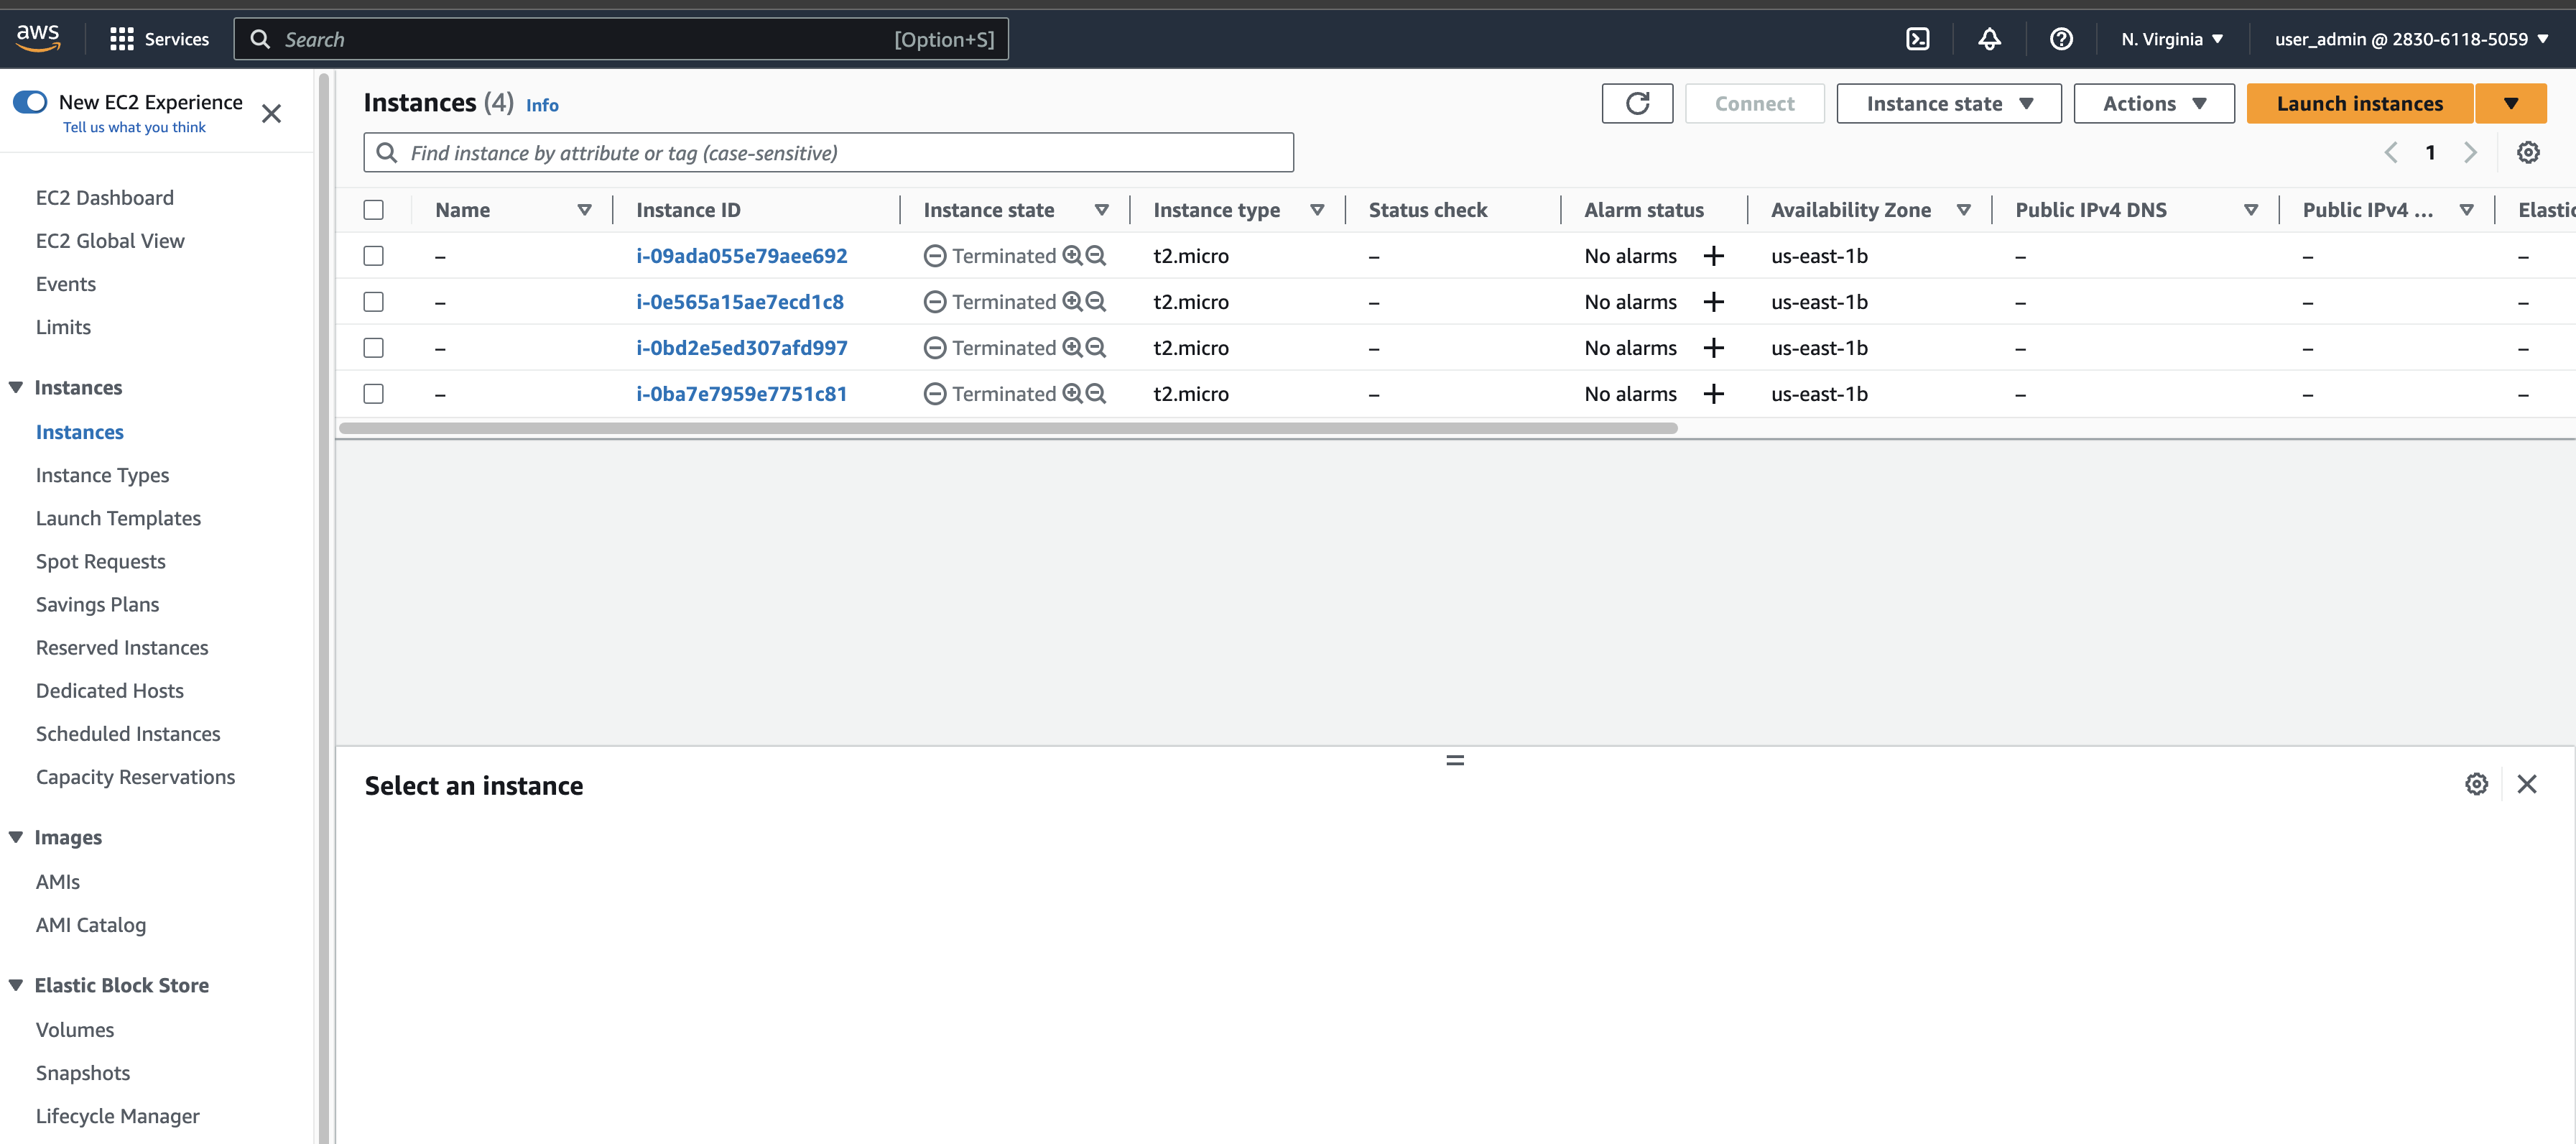 aws
Services
Search
[Option+S]
N. Virginia
user_admin @ 2830-6118-5059
New EC2 Experience
Tell us what you think
EC2 Dashboard
EC2 Global View
Events
Limits
Instances
Instances
Instance Types
Launch Templates
Spot Requests
Savings Plans
Reserved Instances
Dedicated Hosts
Scheduled Instances
Capacity Reservations
Images
AMIs
AMI Catalog
Elastic Block Store
Volumes
Snapshots
Lifecycle Manager
Instances (4) Info
Connect
Instance state
Actions
Launch instances
Find instance by attribute or tag (case-sensitive)
1
Name Instance ID Instance state Instance type Status check Alarm status Availability Zone Public IPv4 DNS Public IPv4 ... Elastic
– i-09ada055e79aee692 Terminated t2.micro – No alarms + us-east-1b – – –
– i-0e565a15ae7ecd1c8 Terminated t2.micro – No alarms + us-east-1b – – –
– i-0bd2e5ed307afd997 Terminated t2.micro – No alarms + us-east-1b – – –
– i-0ba7e7959e7751c81 Terminated t2.micro – No alarms + us-east-1b – – –
Select an instance